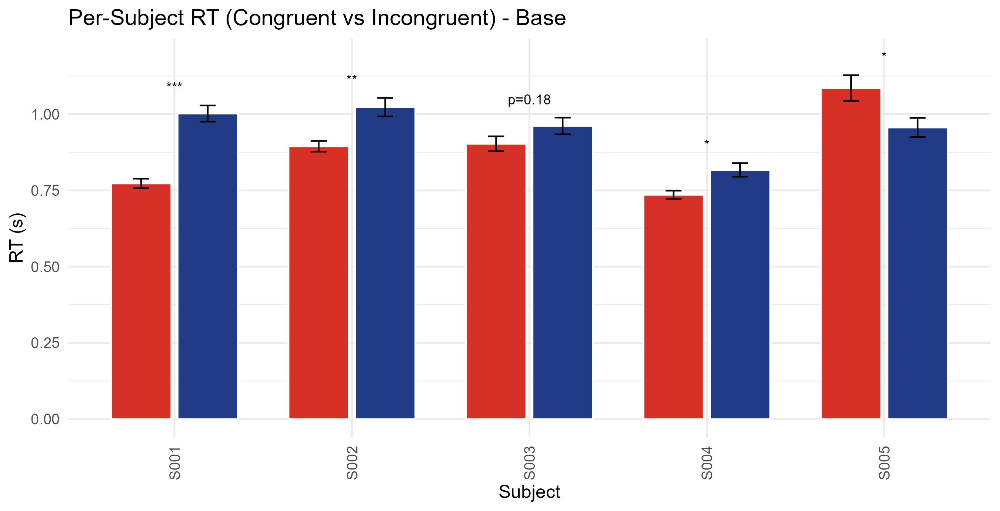 Per-Subject RT (Congruent vs Incongruent) - Base
*
**
***
p=0.18
*
1.00
0.75
0.50
0.25
0.00
RT (s)
S001
S002
S003
S004
S005
Subject